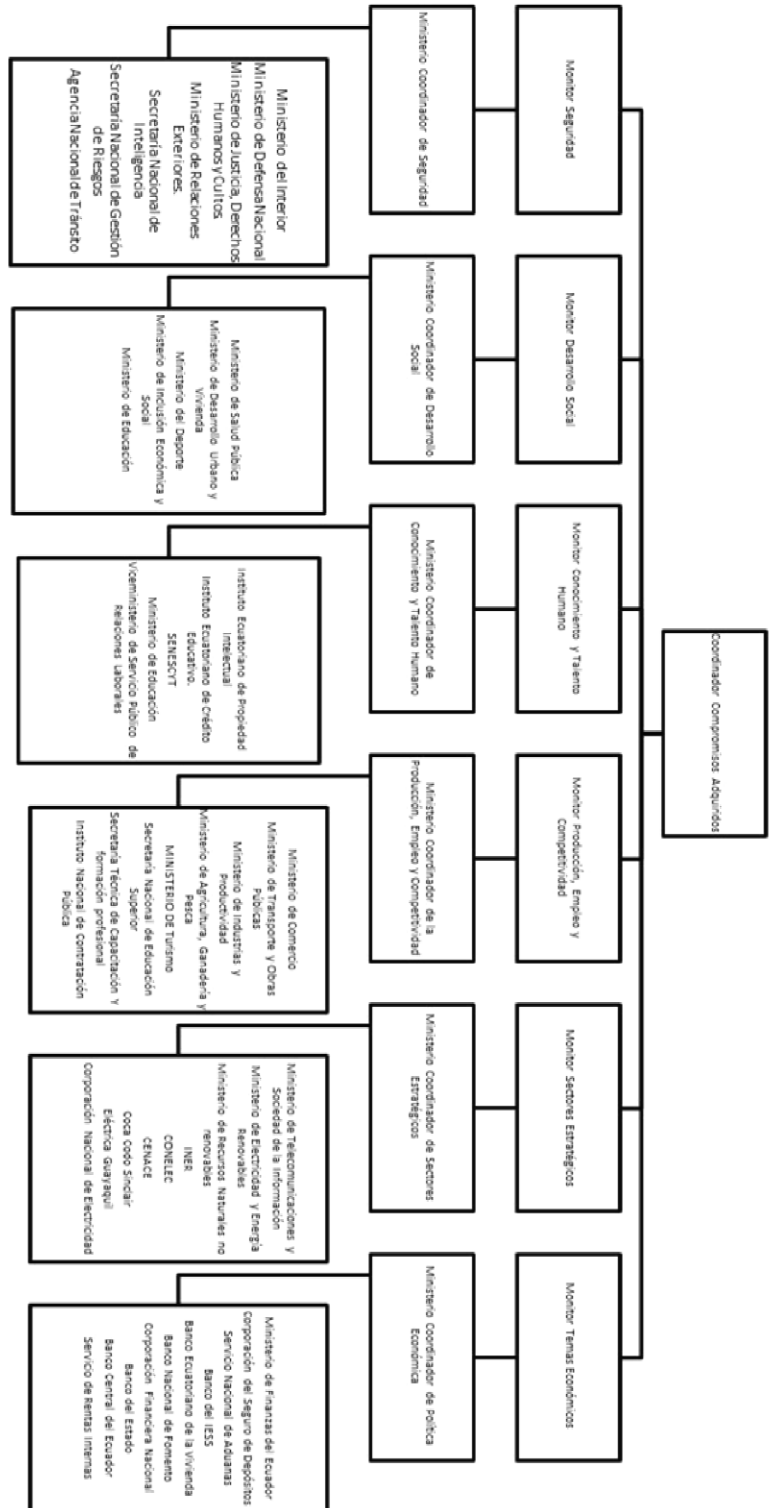 Coordinador Compromisos Adquiridos
Monitor Seguridad
Monitor Desarrollo Social
Monitor Conocimiento y Talento
Humano
Monitor Producción, Empleo y
Competitividad
Monitor Sectores Estratégicos
Monitor Temas Económicos
Ministerio Coordinador de Seguridad
Ministerio Coordinador de Desarrollo
Social
Ministerio Coordinador de
Conocimiento y Talento Humano
Ministerio Coordinador de la
Producción, Empleo y Competitividad
Ministerio Coordinador de Sectores
Estratégicos
Ministerio Coordinador de Política
Económica
Ministerio del Interior
Ministerio de Defensa Nacional
Ministerio de Justicia, Derechos
Humanos y Cultos
Ministerio de Relaciones
Exteriores.
Secretaría Nacional de
Inteligencia
Secretaría Nacional de Gestión
de Riesgos
Agencia Nacional de Tránsito
Ministerio de Salud Pública
Ministerio de Desarrollo Urbano y
Vivienda
Ministerio del Deporte
Ministerio de Inclusión Económica y
Social
Ministerio de Educación
Instituto Ecuatoriano de Propiedad
Intelectual
Instituto Ecuatoriano de Crédito
Educativo.
SENESCYT
Ministerio de Educación
Viceministerio de Servicio Público de
Relaciones Laborales
Ministerio de Comercio
Ministerio de Transporte y Obras
Públicas
Ministerio de Industrias y
Productividad
Ministerio de Agricultura, Ganadería y
Pesca
MINISTERIO DE Turismo
Secretaria Nacional de Educación
Superior
Secretaría Técnica de Capacitación y
formación profesional
Instituto Nacional de Contratación
Pública
Ministerio de Telecomunicaciones y
Sociedad de la Información
Ministerio de Electricidad y Energía
Renovables
Ministerio de Recursos Naturales no
renovables
INER
CONELEC
CENACE
Coca Codo Sinclair
Eléctrica Guayaquil
Corporación Nacional de Electricidad
Ministerio de Finanzas del Ecuador
Corporación del Seguro de Depósitos
Servicio Nacional de Aduanas
Banco del IESS
Banco Ecuatoriano de la Vivienda
Banco Nacional de Fomento
Corporación Financiera Nacional
Banco del Estado
Banco Central del Ecuador
Servicio de Rentas Internas